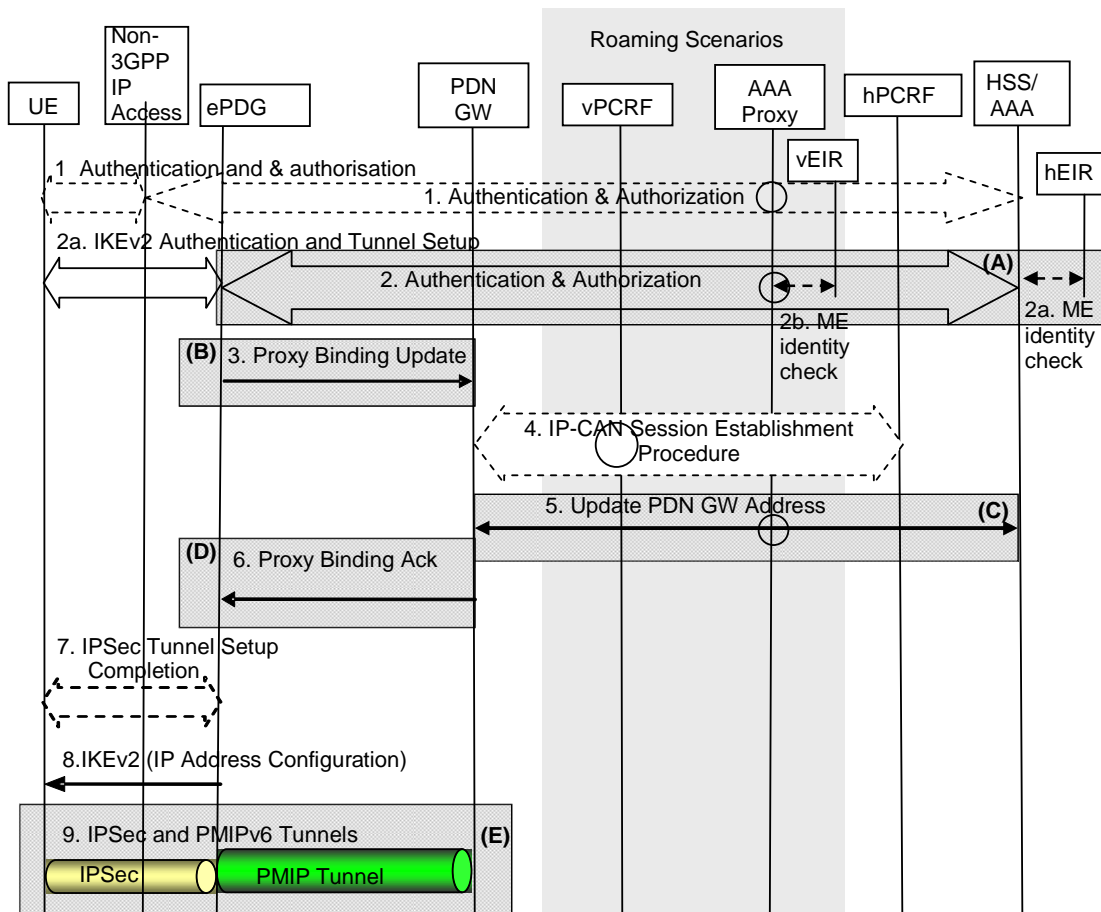 Roaming Scenarios
Non-
3GPP
IP
Access
UE
ePDG
PDN
GW
vPCRF
AAA
Proxy
hPCRF
HSS/
AAA
vEIR
hEIR
1 Authentication and & authorisation
1. Authentication & Authorization
2a. IKEv2 Authentication and Tunnel Setup
(A)
2. Authentication & Authorization
2b. ME
identity
check
2a. ME
identity
check
(B)
3. Proxy Binding Update
4. IP-CAN Session Establishment
Procedure
5. Update PDN GW Address
(C)
(D)
6. Proxy Binding Ack
7. IPSec Tunnel Setup
Completion
8.IKEv2 (IP Address Configuration)
9. IPSec and PMIPv6 Tunnels
(E)
IPSec
PMIP Tunnel